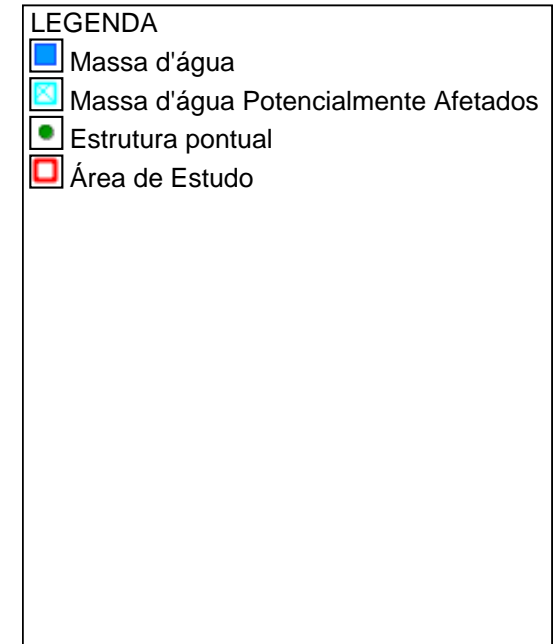 LEGENDA
Massa d'água
Massa d'água Potencialmente Afetados
Estrutura pontual
Área de Estudo